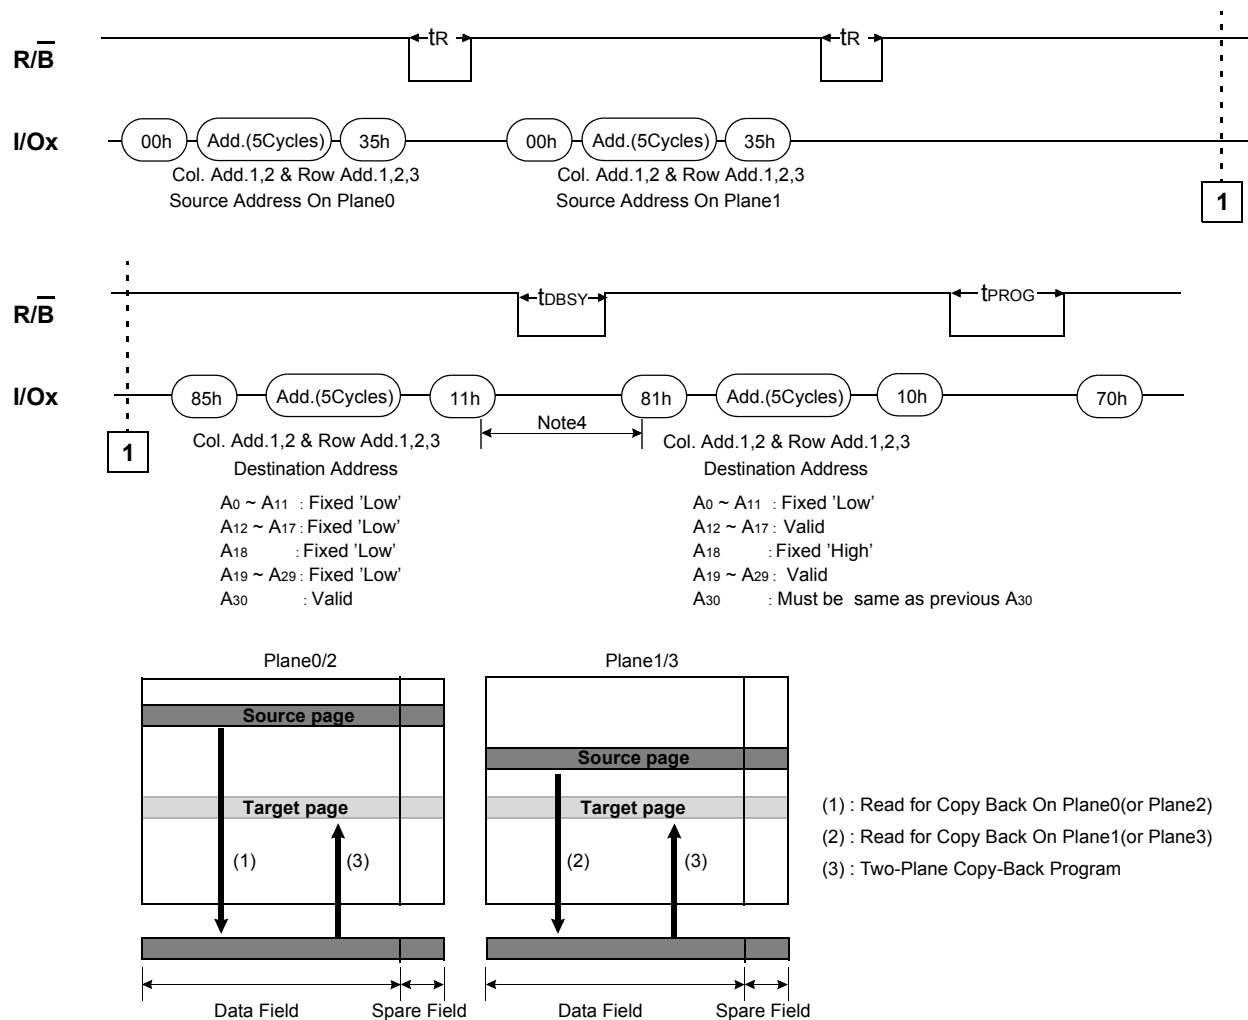 R/B
tR
tR
I/Ox
00h
Add.(5Cycles)
35h
00h
Add.(5Cycles)
35h
Col. Add.1,2 & Row Add.1,2,3
Source Address On Plane0
Col. Add.1,2 & Row Add.1,2,3
Source Address On Plane1
1
R/B
tDBSY
tPROG
I/Ox
85h
Add.(5Cycles)
11h
Note4
81h
Add.(5Cycles)
10h
70h
1
Col. Add.1,2 & Row Add.1,2,3
Destination Address
A0 ~ A11 : Fixed ’Low’
A12 ~ A17 : Fixed ’Low’
A18 : Fixed ’Low’
A19 ~ A29 : Fixed ’Low’
A30 : Valid
Col. Add.1,2 & Row Add.1,2,3
Destination Address
A0 ~ A11 : Fixed ’Low’
A12 ~ A17 : Valid
A18 : Fixed ’High’
A19 ~ A29 : Valid
A30 : Must be same as previous A30
Plane0/2
Source page
Target page
(1)
(3)
Data Field
Spare Field
Plane1/3
Source page
Target page
(2)
(3)
Data Field
Spare Field
(1) : Read for Copy Back On Plane0(or Plane2)
(2) : Read for Copy Back On Plane1(or Plane3)
(3) : Two-Plane Copy-Back Program